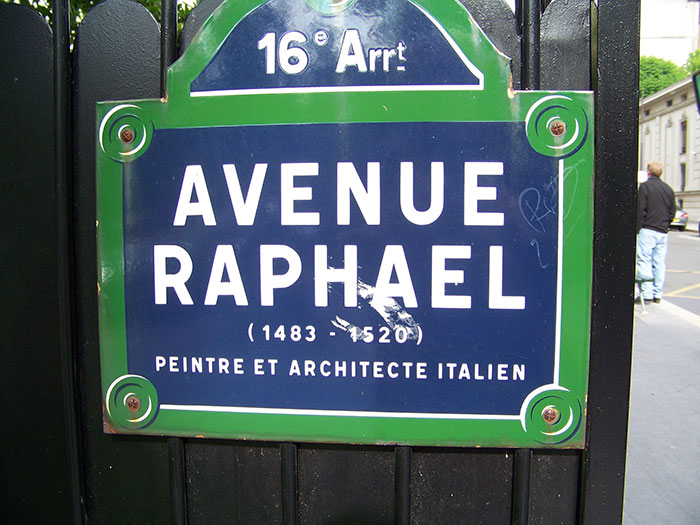 16e Arrt
AVENUE
RAPHAEL
(1483 - 1520)
PEINTRE ET ARCHITECTE ITALIEN